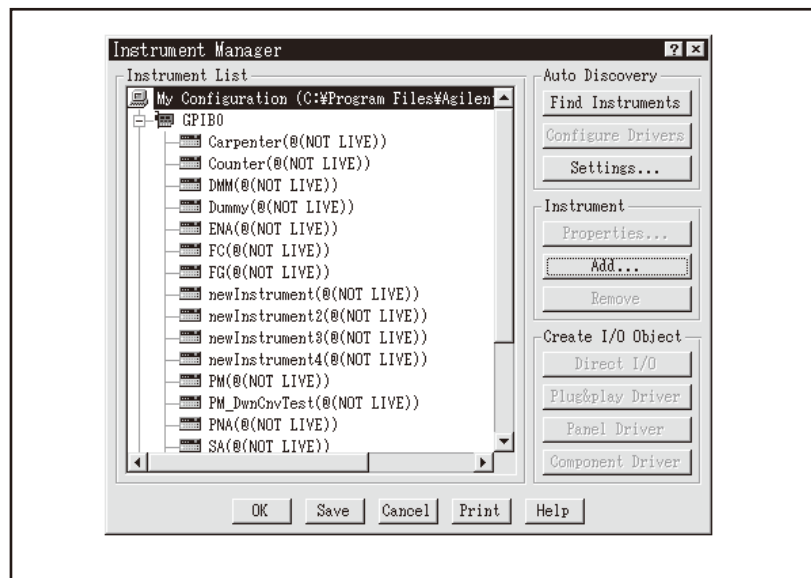 Instrument Manager
Instrument List
My Configuration (C:¥Program Files¥Agilen
GPIB0
Carpenter(@(NOT LIVE))
Counter(@(NOT LIVE))
DMM(@(NOT LIVE))
Dummy(@(NOT LIVE))
ENA(@(NOT LIVE))
FC(@(NOT LIVE))
FG(@(NOT LIVE))
newInstrument(@(NOT LIVE))
newInstrument2(@(NOT LIVE))
newInstrument3(@(NOT LIVE))
newInstrument4(@(NOT LIVE))
PM(@(NOT LIVE))
PM_DwnCnvTest(@(NOT LIVE))
PNA(@(NOT LIVE))
SA(@(NOT LIVE))
Auto Discovery
Find Instruments
Configure Drivers
Settings...
Instrument
Properties...
Add...
Remove
Create I/O Object
Direct I/O
Plug&play Driver
Panel Driver
Component Driver
OK Save Cancel Print Help